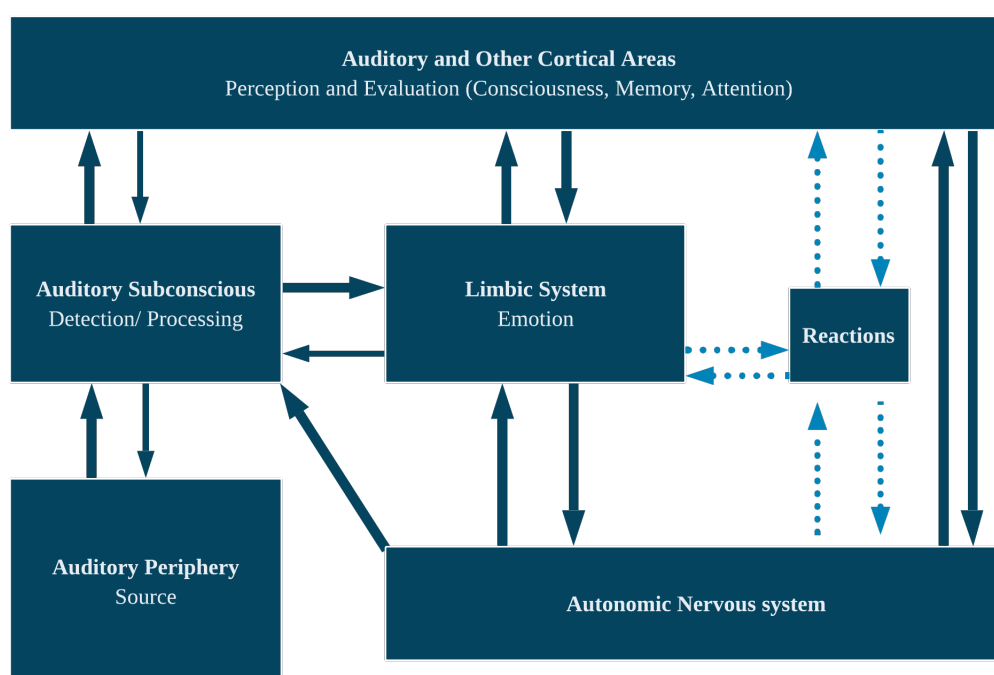 Auditory and Other Cortical Areas
Perception and Evaluation (Consciousness, Memory, Attention)
Auditory Subconscious
Detection/ Processing
Limbic System
Emotion
Reactions
Auditory Periphery
Source
Autonomic Nervous system